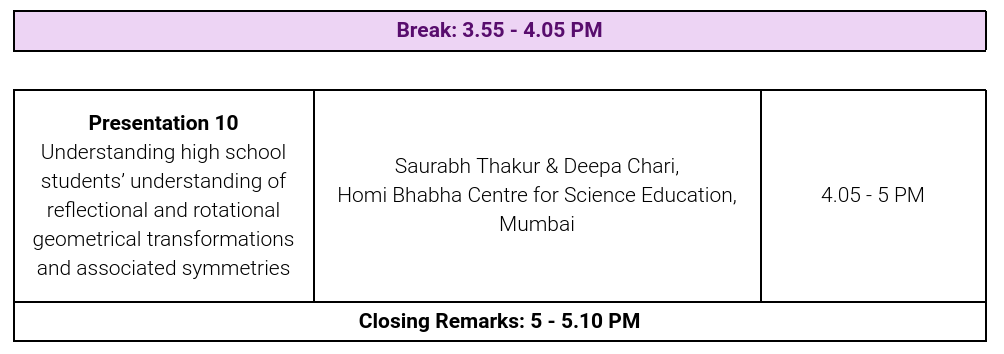 Break: 3.55 - 4.05 PM
Presentation 10
Understanding high school
students’ understanding of
reflectional and rotational
geometrical transformations
and associated symmetries
Saurabh Thakur & Deepa Chari,
Homi Bhabha Centre for Science Education,
Mumbai
4.05 - 5 PM
Closing Remarks: 5 - 5.10 PM